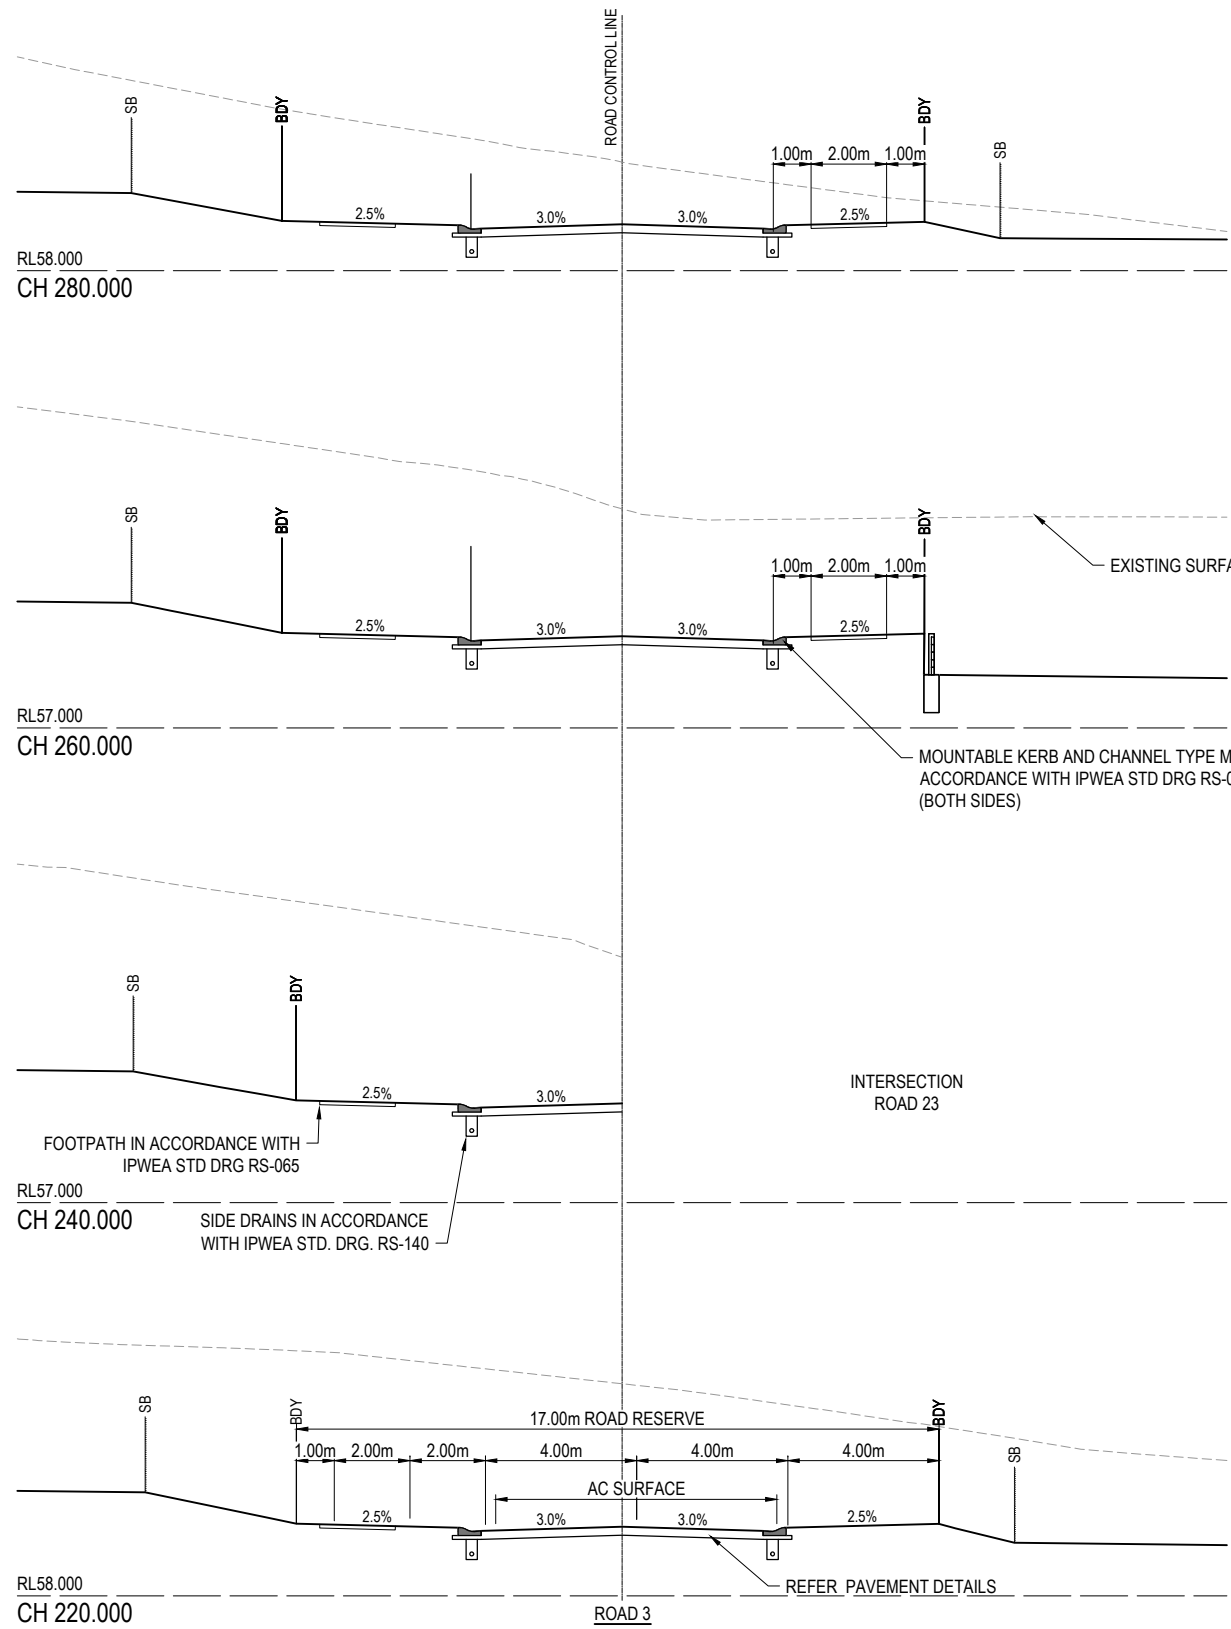 ROAD CONTROL LINE
SB
BDY
BDY
SB
1.00m 2.00m 1.00m
2.5% 3.0% 3.0% 2.5%
RL58.000
CH 280.000
SB
BDY
BDY
EXISTING SURFA
1.00m 2.00m 1.00m
2.5% 3.0% 3.0% 2.5%
RL57.000
CH 260.000
MOUNTABLE KERB AND CHANNEL TYPE M
ACCORDANCE WITH IPWEA STD DRG RS-0
(BOTH SIDES)
SB
BDY
INTERSECTION
ROAD 23
2.5% 3.0%
FOOTPATH IN ACCORDANCE WITH
IPWEA STD DRG RS-065
RL57.000
CH 240.000
SIDE DRAINS IN ACCORDANCE
WITH IPWEA STD. DRG. RS-140
SB
BDY
BDY
SB
17.00m ROAD RESERVE
1.00m 2.00m 2.00m 4.00m 4.00m 4.00m
AC SURFACE
2.5% 3.0% 3.0% 2.5%
REFER PAVEMENT DETAILS
RL58.000
CH 220.000
ROAD 3